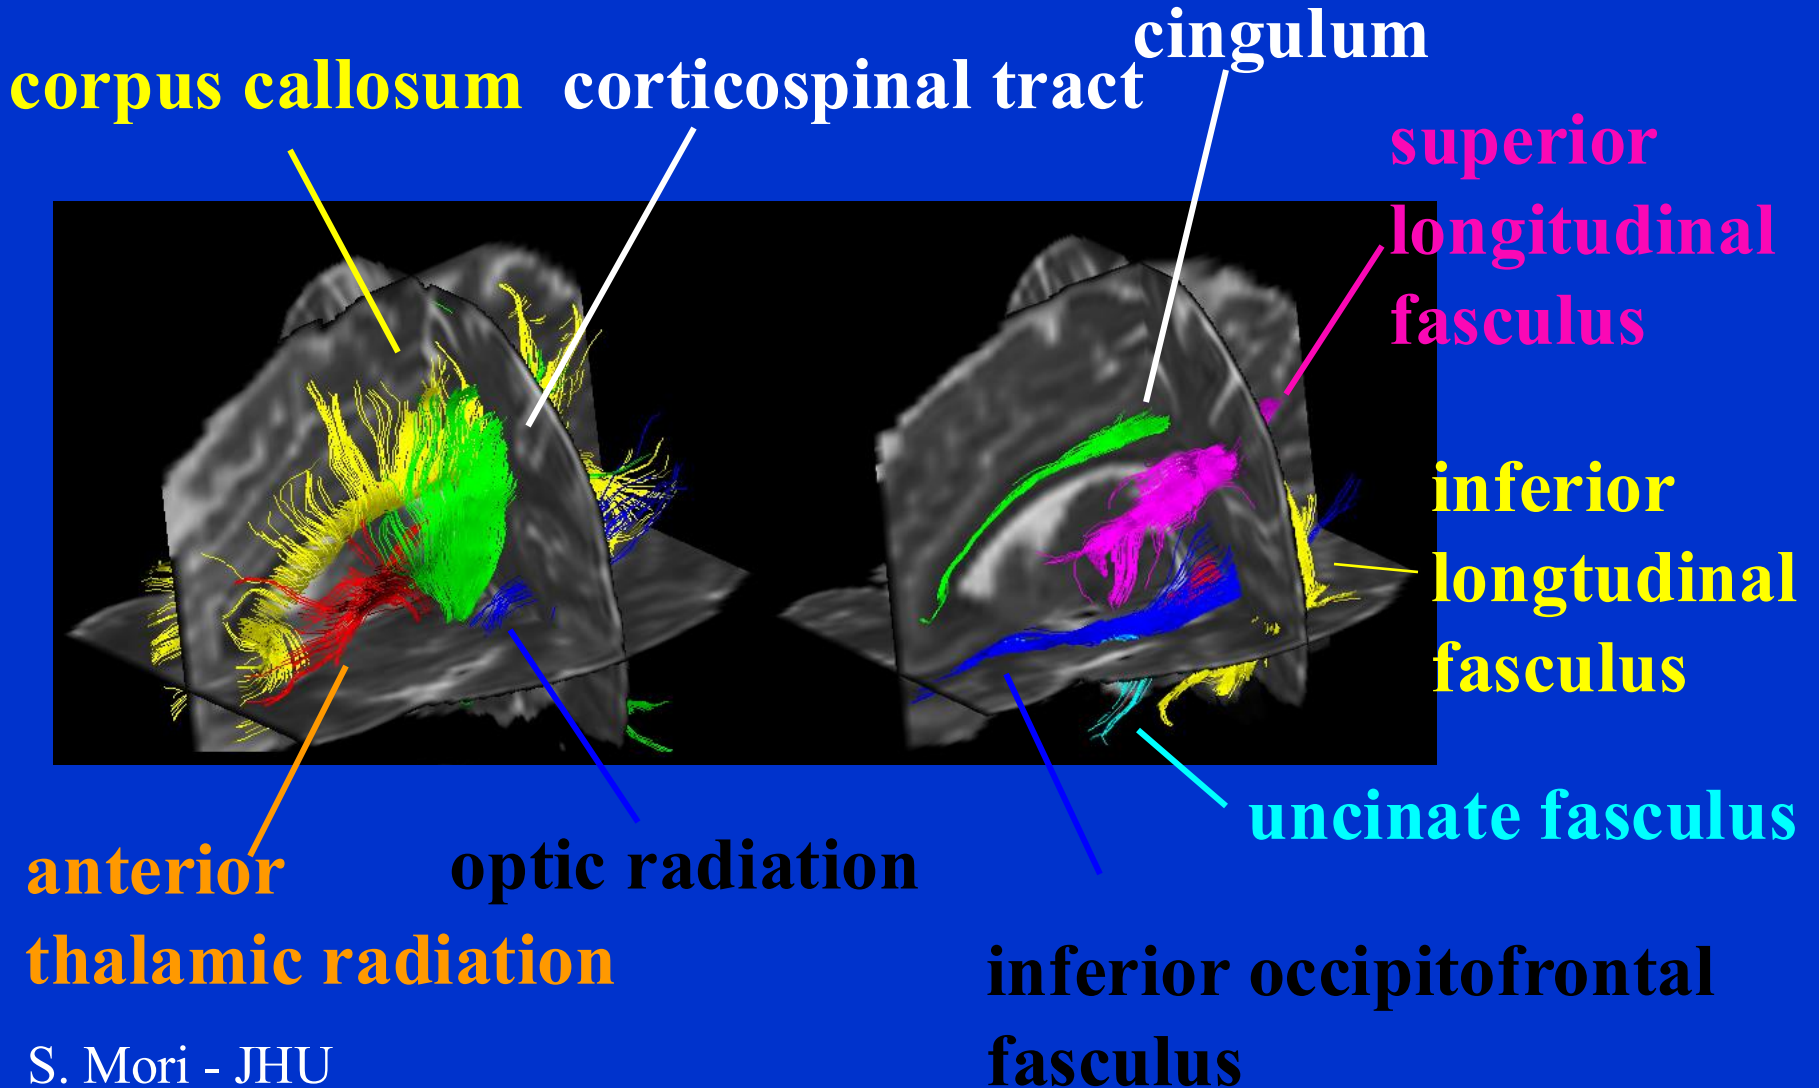 cingulum
corpus callosum
corticospinal tract
superior
longitudinal
fasculus
inferior
longtudinal
fasculus
uncinate fasculus
anterior
thalamic radiation
optic radiation
inferior occipitofrontal
fasculus
S. Mori - JHU